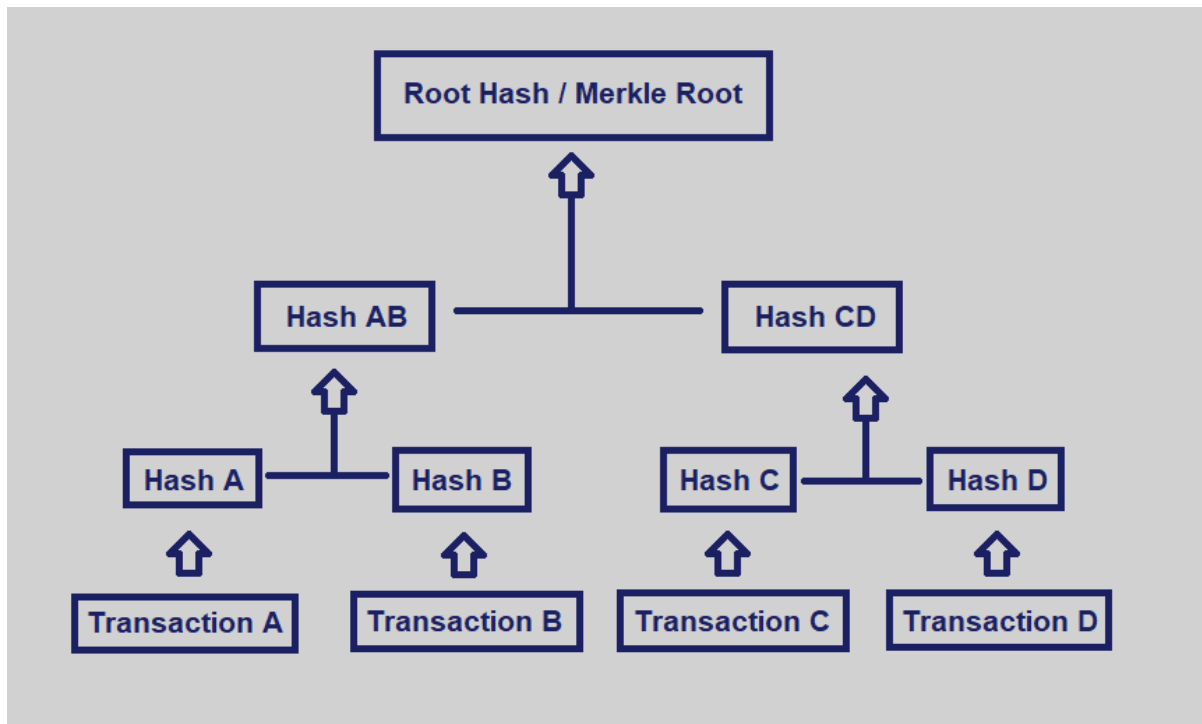 Root Hash / Merkle Root
Hash AB
Hash CD
Hash A
Hash B
Hash C
Hash D
Transaction A
Transaction B
Transaction C
Transaction D